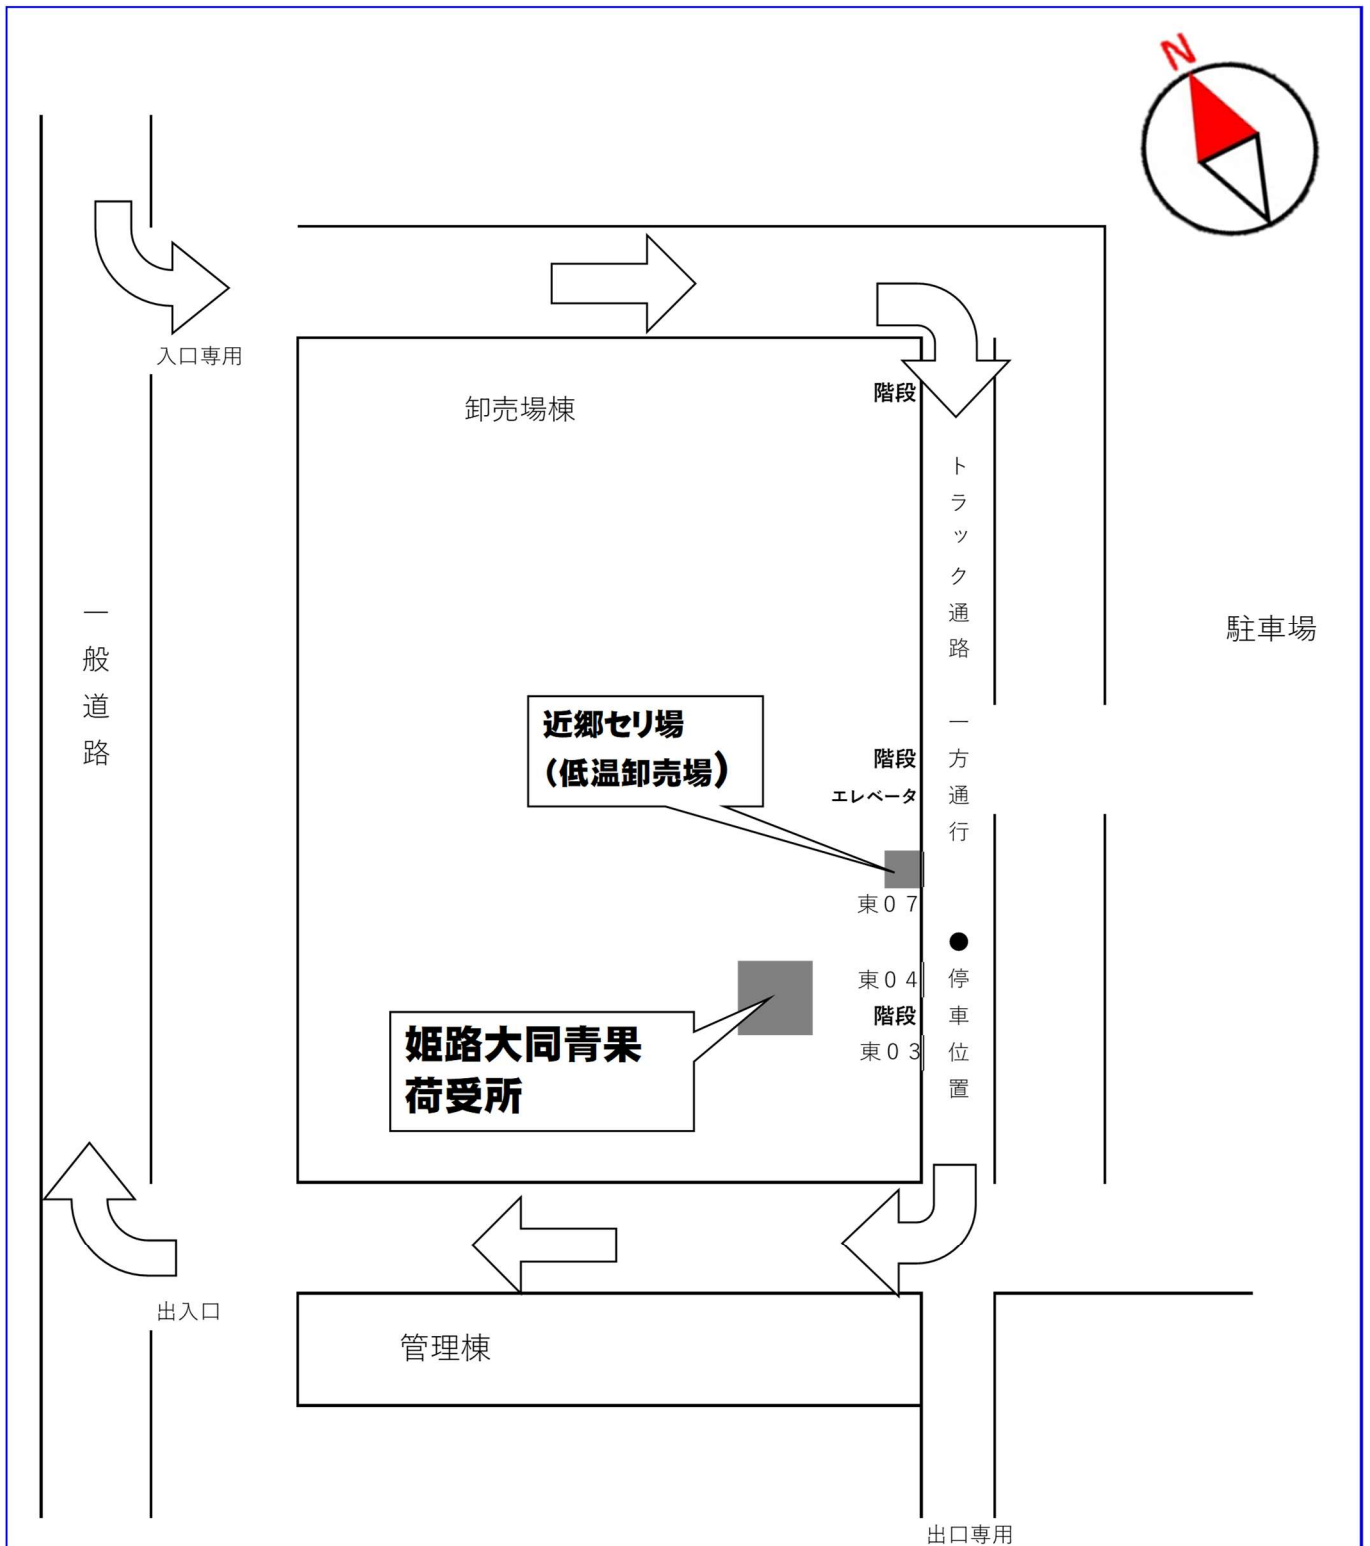 N
入口専用
卸売場棟
階段
トラック通路　一方通行
一般道路
駐車場
近郷セリ場
（低温卸売場）
階段
エレベータ
東０７
●停車位置
東０４
階段
東０３
姫路大同青果
荷受所
出入口
管理棟
出口専用